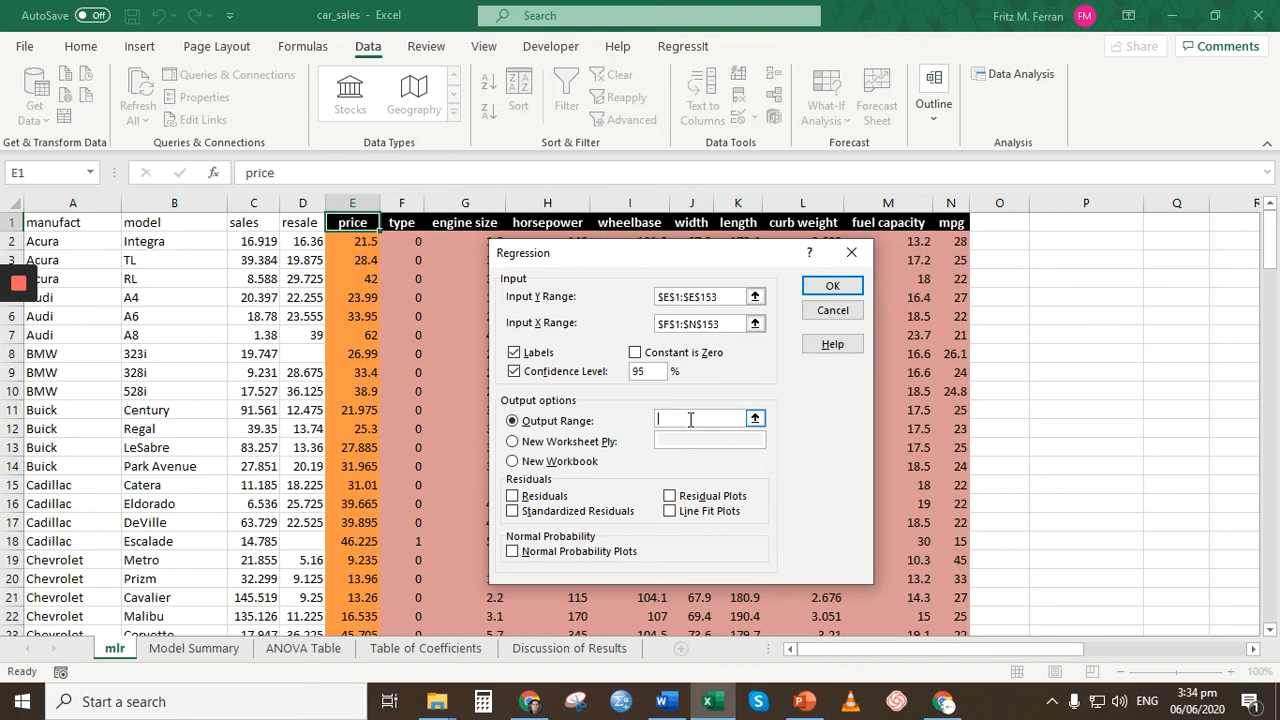 AutoSave Off car_sales - Excel Search Fritz M. Ferran FM
File Home Insert Page Layout Formulas Data Review View Developer Help RegressIt Share Comments
Get Data Refresh All Queries & Connections Properties Edit Links Stocks Geography Sort Filter Clear Reapply Advanced Text to Columns What-If Analysis Forecast Sheet Outline Data Analysis
Get & Transform Data Queries & Connections Data Types Sort & Filter Data Tools Forecast Analysis
E1 fx price
A B C D E F G H I J K L M N O P Q R
1 manufact model sales resale price type engine size horsepower wheelbase width length curb weight fuel capacity mpg
2 Acura Integra 16.919 16.36 21.5 0 13.2 28
3 Acura TL 39.384 19.875 28.4 0 17.2 25
cura RL 8.588 29.725 42 0 18 22
udi A4 20.397 22.255 23.99 0 16.4 27
6 Audi A6 18.78 23.555 33.95 0 18.5 22
7 Audi A8 1.38 39 62 0 23.7 21
8 BMW 323i 19.747 26.99 0 16.6 26.1
9 BMW 328i 9.231 28.675 33.4 0 16.6 24
10 BMW 528i 17.527 36.125 38.9 0 18.5 24.8
11 Buick Century 91.561 12.475 21.975 0 17.5 25
12 Buick Regal 39.35 13.74 25.3 0 17.5 23
13 Buick LeSabre 83.257 13.36 27.885 0 17.5 24
14 Buick Park Avenue 27.851 20.19 31.965 0 18.5 24
15 Cadillac Catera 11.185 18.225 31.01 0 18 22
16 Cadillac Eldorado 6.536 25.725 39.665 0 19 22
17 Cadillac DeVille 63.729 22.525 39.895 0 18.5 22
18 Cadillac Escalade 14.785 46.225 1 30 15
19 Chevrolet Metro 21.855 5.16 9.235 0 10.3 45
20 Chevrolet Prizm 32.299 9.125 13.96 0 13.2 33
21 Chevrolet Cavalier 145.519 9.25 13.26 0 2.2 115 104.1 67.9 180.9 2.676 14.3 27
22 Chevrolet Malibu 135.126 11.225 16.535 0 3.1 170 107 69.4 190.4 3.051 15 25
23 Chevrolet Corvette 17.947 36.225 45.705 0 5.7 345 104.5 73.6 179.7 3.21 19.1 22
Regression ? 
Input
Input Y Range: $E$1:$E$153 OK
Input X Range: $F$1:$N$153 Cancel
Labels Constant is Zero Help
Confidence Level: 95 %
Output options
Output Range:
New Worksheet Ply:
New Workbook
Residuals
Residuals Residual Plots
Standardized Residuals Line Fit Plots
Normal Probability
Normal Probability Plots
mlr Model Summary ANOVA Table Table of Coefficients Discussion of Results
Ready 100%
Type here to search ENG 3:34 pm 06/06/2020 1